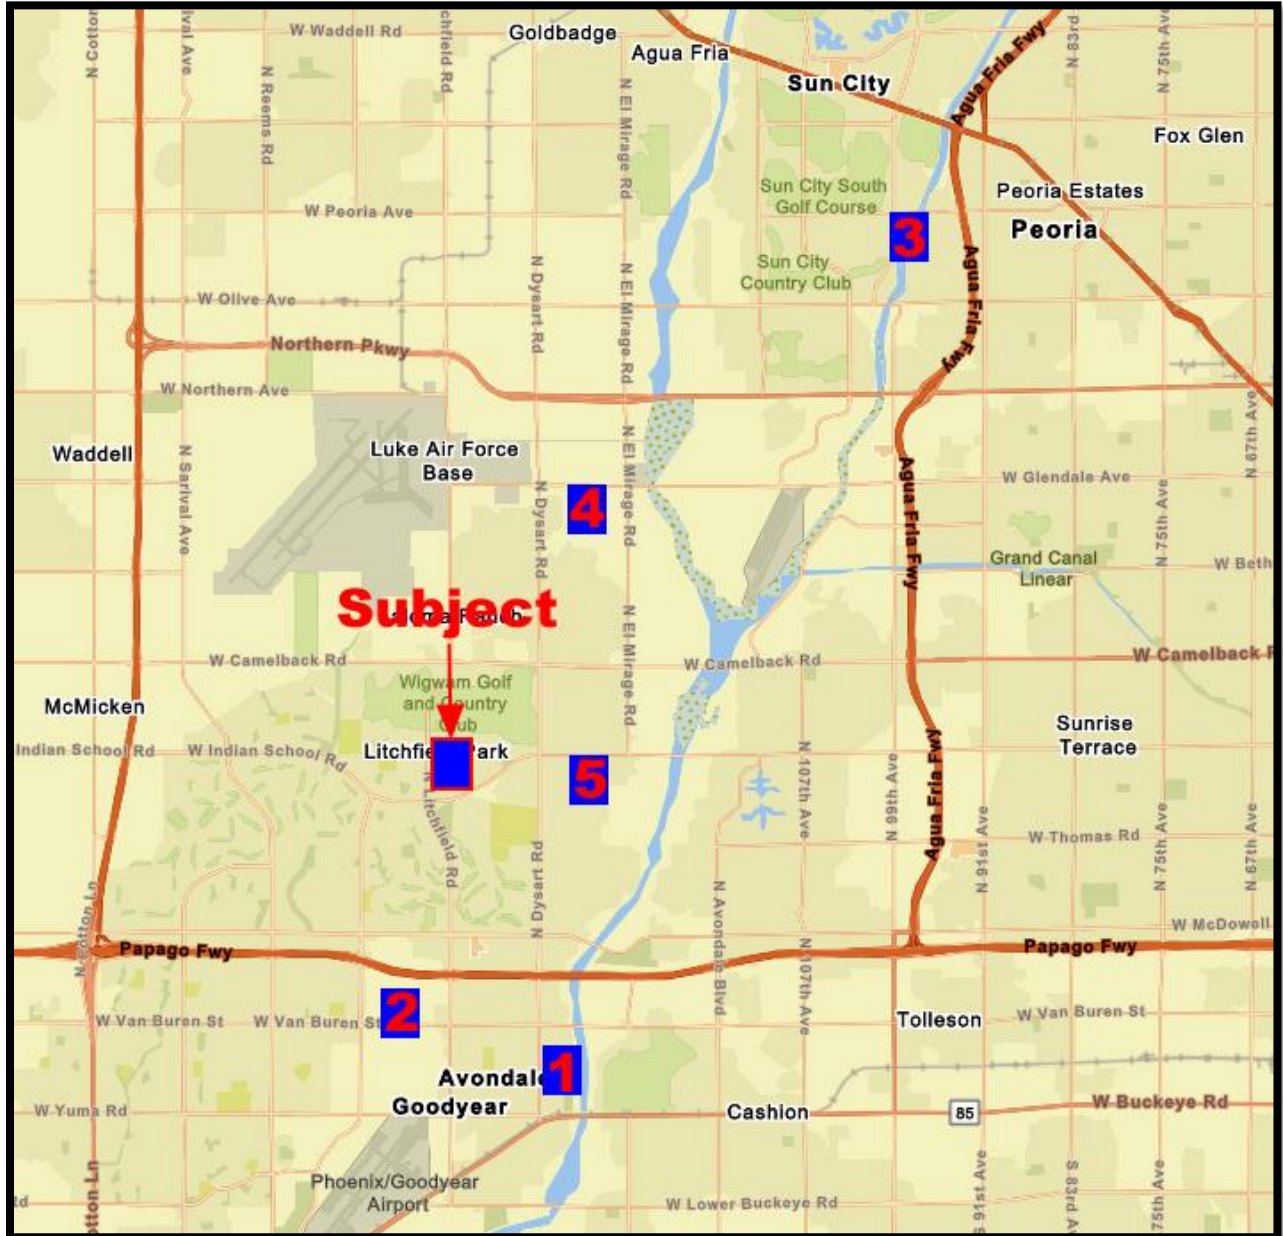 N Cotton
rival Ave
W Waddell Rd
chfield Rd
Goldbadge
Agua Fria
Sun City
Agua Fria Fwy
N 83rd
N 75th Ave
N Reems Rd
N El Mirage Rd
Fox Glen
Sun City South
Golf Course
Peoria Estates
Peoria
W Peoria Ave
3
Sun City
Country Club
N Dysart Rd
N El Mirage Rd
Agua Fria Fwy
W Olive Ave
Northern Pkwy
W Northern Ave
N 67th Ave
Waddell
Luke Air Force
Base
N Sarival Ave
N El Mirage Rd
W Glendale Ave
4
N Dysart Rd
Agua Fria Fwy
N 75th Ave
Grand Canal
Linear
W Beth
Subject
N El Mirage Rd
W Camelback Rd
W Camelback Rd
W Camelback R
Wigwam Golf
and Country
Club
McMicken
Sunrise
Terrace
Indian School Rd
W Indian School Rd
Litchfie Park
5
N Litchfield Rd
N 107th Ave
N 99th Ave
Agua Fria Fwy
W Thomas Rd
N 91st Ave
N 75th Ave
N 67th Ave
N Cotton Ln
N Dysart Rd
N Avondale Blvd
W McDowell
Papago Fwy
Papago Fwy
N 107th Ave
2
W Van Buren St
W Van Buren St
Tolleson
W Van Buren St
Avondale
1
Goodyear
W Yuma Rd
Cashion
85
W Buckeye Rd
Phoenix/Goodyear
Airport
W Lower Buckeye Rd
Rd
otton Ln
S 91st Ave
S 83rd Av
75th Ave